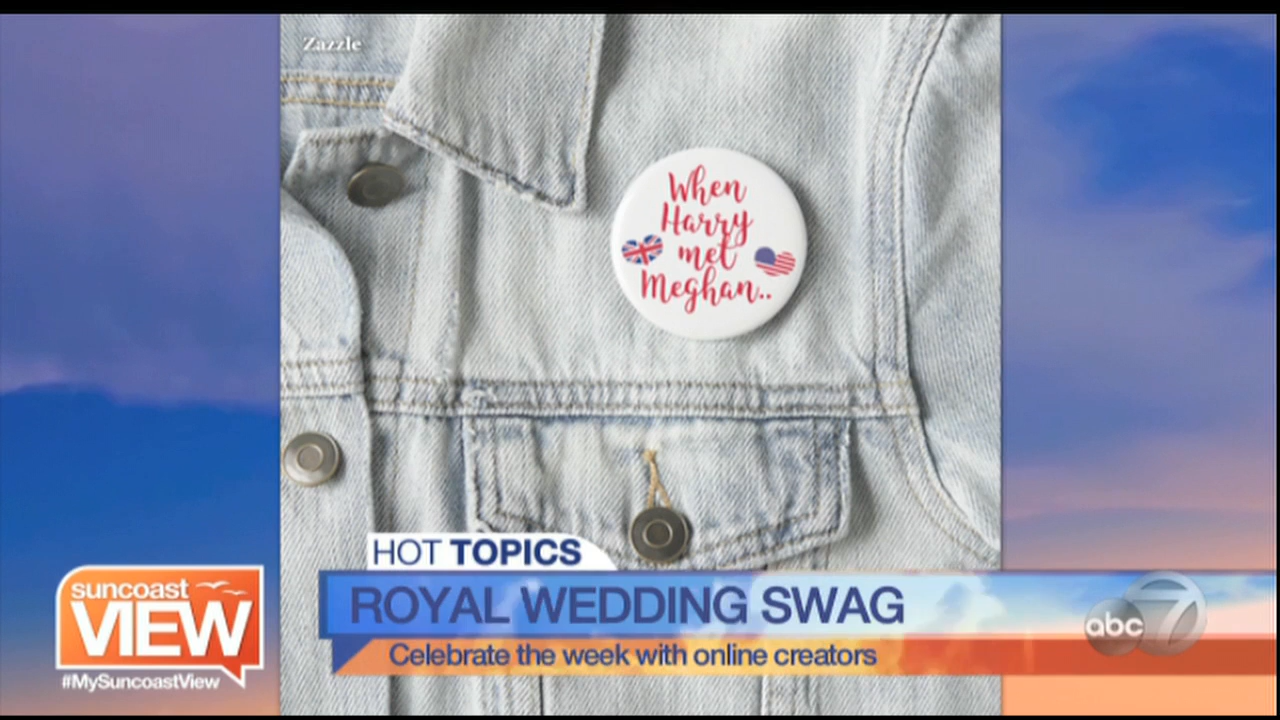 Zazzle
When
Harry
met
Meghan..
HOT TOPICS
ROYAL WEDDING SWAG
Celebrate the week with online creators
suncoast
VIEW
#MySuncoastView
abc 7